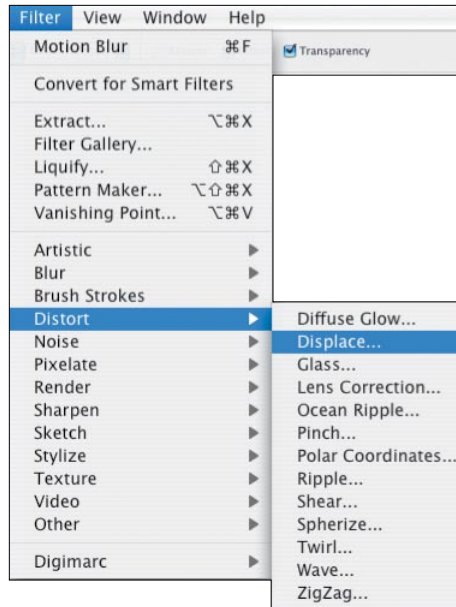 Filter View Window Help
Motion Blur ⌘F
Transparency
Convert for Smart Filters
Extract... ⌥⌘X
Filter Gallery...
Liquify... ⇧⌘X
Pattern Maker... ⌥⇧⌘X
Vanishing Point... ⌥⌘V
Artistic
Blur
Brush Strokes
Distort
Noise
Pixelate
Render
Sharpen
Sketch
Stylize
Texture
Video
Other
Digimarc
Diffuse Glow...
Displace...
Glass...
Lens Correction...
Ocean Ripple...
Pinch...
Polar Coordinates...
Ripple...
Shear...
Spherize...
Twirl...
Wave...
ZigZag...